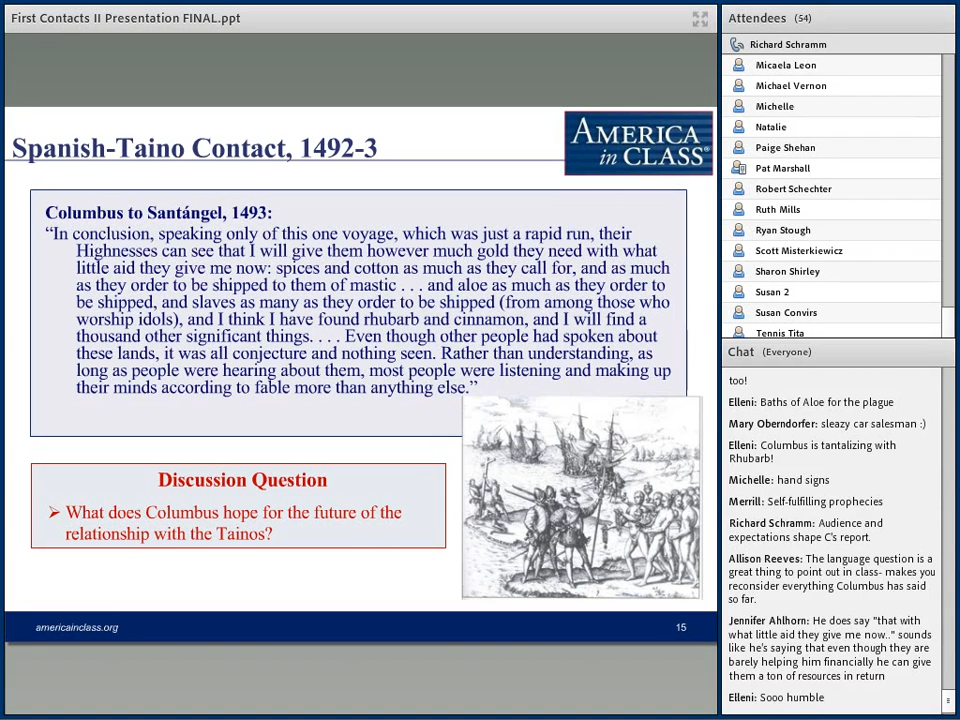 First Contacts II Presentation FINAL.ppt
Spanish-Taino Contact, 1492-3
AMERICA
in CLASS®
Columbus to Santángel, 1493:
“In conclusion, speaking only of this one voyage, which was just a rapid run, their
Highnesses can see that I will give them however much gold they need with what
little aid they give me now: spices and cotton as much as they call for, and as much
as they order to be shipped to them of mastic . . . and aloe as much as they order to
be shipped, and slaves as many as they order to be shipped (from among those who
worship idols), and I think I have found rhubarb and cinnamon, and I will find a
thousand other significant things. . . . Even though other people had spoken about
these lands, it was all conjecture and nothing seen. Rather than understanding, as
long as people were hearing about them, most people were listening and making up
their minds according to fable more than anything else.”
Discussion Question
➢ What does Columbus hope for the future of the
relationship with the Tainos?
americainclass.org
15
Attendees (54)
Richard Schramm
Micaela Leon
Michael Vernon
Michelle
Natalie
Paige Shehan
Pat Marshall
Robert Schechter
Ruth Mills
Ryan Stough
Scott Misterkiewicz
Sharon Shirley
Susan 2
Susan Convirs
Tennis Tita
Chat (Everyone)
too!
Elleni: Baths of Aloe for the plague
Mary Oberndorfer: sleazy car salesman :)
Elleni: Columbus is tantalizing with
Rhubarb!
Michelle: hand signs
Merrill: Self-fulfilling prophecies
Richard Schramm: Audience and
expectations shape C's report.
Allison Reeves: The language question is a
great thing to point out in class- makes you
reconsider everything Columbus has said
so far.
Jennifer Ahlhorn: He does say "that with
what little aid they give me now.." sounds
like he's saying that even though they are
barely helping him financially he can give
them a ton of resources in return
Elleni: Sooo humble